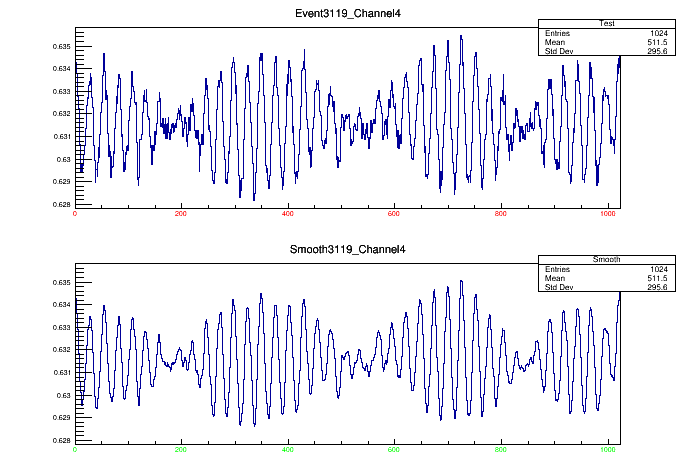 Event3119_Channel4
Test
Entries 1024
Mean 511.5
Std Dev 295.6
0.635
0.634
0.633
0.632
0.631
0.63
0.629
0.628
0 200 400 600 800 1000
Smooth3119_Channel4
Smooth
Entries 1024
Mean 511.5
Std Dev 295.6
0.635
0.634
0.633
0.632
0.631
0.63
0.629
0.628
0 200 400 600 800 1000